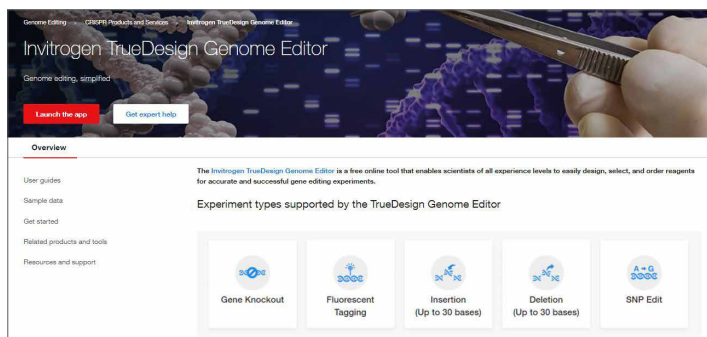 Genome Editing › CRISPR Products and Services › Invitrogen TrueDesign Genome Editor
Invitrogen TrueDesign Genome Editor
Genome editing, simplified
Launch the app
Get expert help
Overview
User guides
Sample data
Get started
Related products and tools
Resources and support
The Invitrogen TrueDesign Genome Editor is a free online tool that enables scientists of all experience levels to easily design, select, and order reagents
for accurate and successful gene editing experiments.
Experiment types supported by the TrueDesign Genome Editor
Gene Knockout
Fluorescent
Tagging
Insertion
(Up to 30 bases)
Deletion
(Up to 30 bases)
A → G
SNP Edit